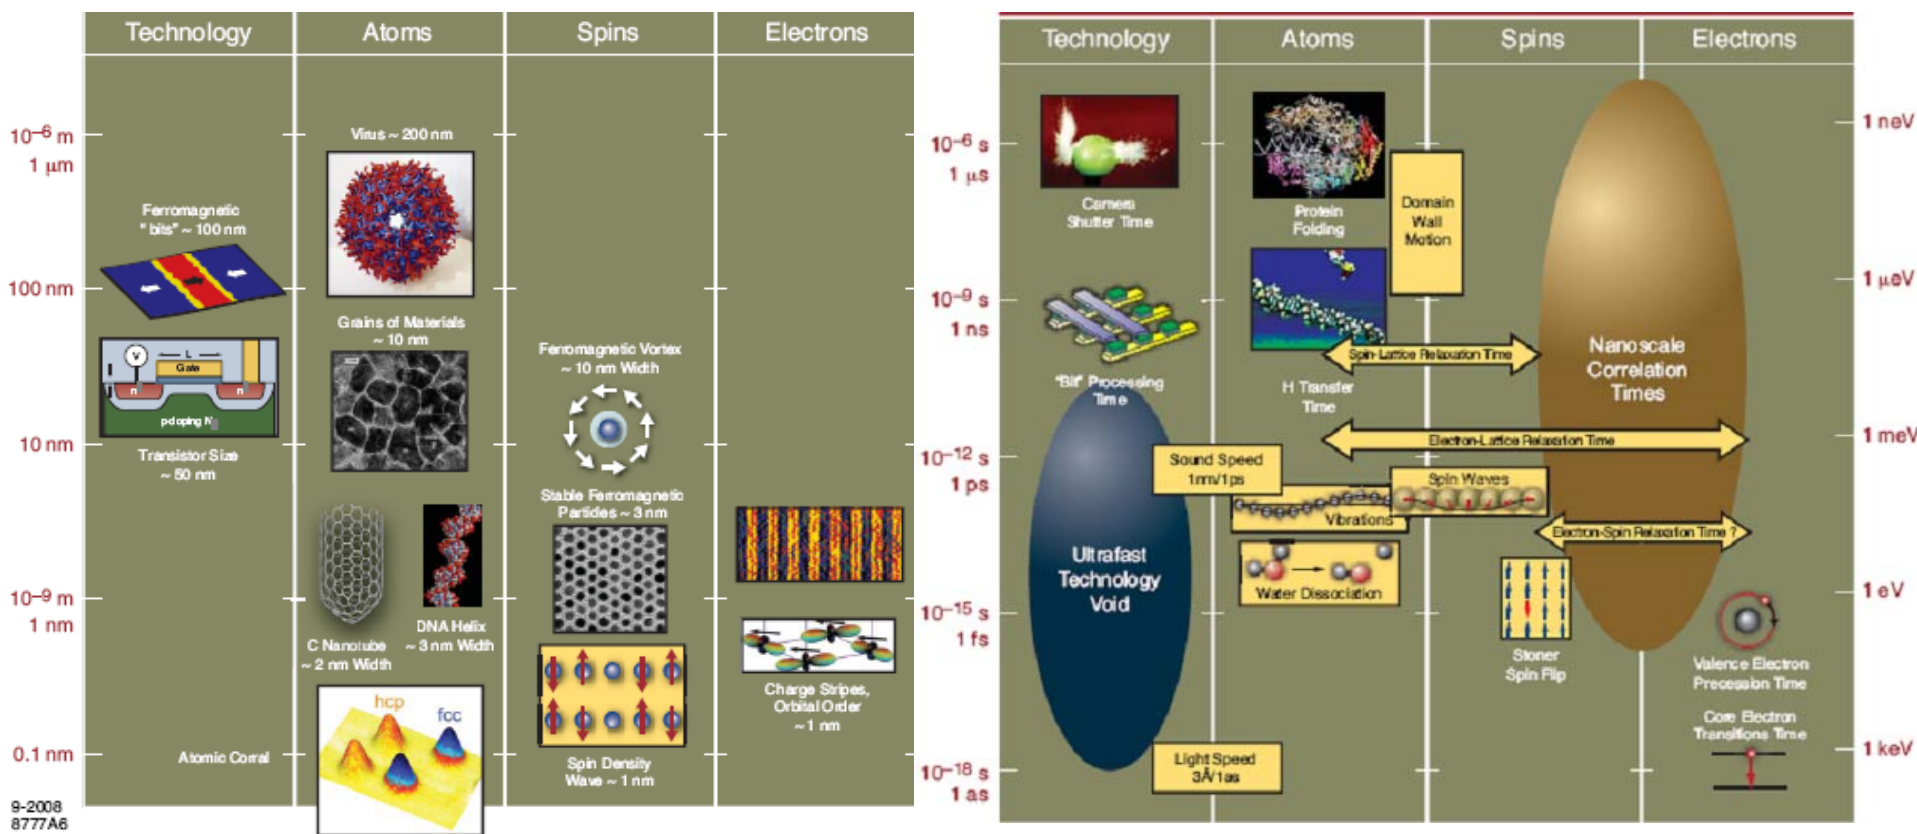 Technology
Atoms
Spins
Electrons
10⁻⁶ m
1 µm
100 nm
10 nm
10⁻⁹ m
1 nm
0.1 nm
Ferromagnetic
"bits" ~ 100 nm
V
L
Gate
n
n
Transistor Size
~ 50 nm
Atomic Corral
Virus ~ 200 nm
Grains of Materials
~ 10 nm
C Nanotube
~ 2 nm Width
DNA Helix
~ 3 nm Width
hcp
fcc
Ferromagnetic Vortex
~ 10 nm Width
Stable Ferromagnetic
Particles ~ 3 nm
Spin Density
Wave ~ 1 nm
Charge Stripes,
Orbital Order
~ 1 nm
9-2008
8777A6
Technology
Atoms
Spins
Electrons
10⁻⁶ s
1 µs
10⁻⁹ s
1 ns
10⁻¹² s
1 ps
10⁻¹⁵ s
1 fs
10⁻¹⁸ s
1 as
Camera
Shutter Time
"Bit" Processing
Time
Ultrafast
Technology
Void
Sound Speed
1nm/1ps
Light Speed
3Å/1as
Protein
Folding
H Transfer
Time
Domain
Wall
Motion
Spin-Lattice Relaxation Time
Electron-Lattice Relaxation Time
Vibrations
Spin Waves
Electron-Spin Relaxation Time ?
Water Dissociation
Stoner
Spin Flip
Nanoscale
Correlation
Times
Valence Electron
Precession Time
Core Electron
Transitions Time
1 neV
1 µeV
1 meV
1 eV
1 keV